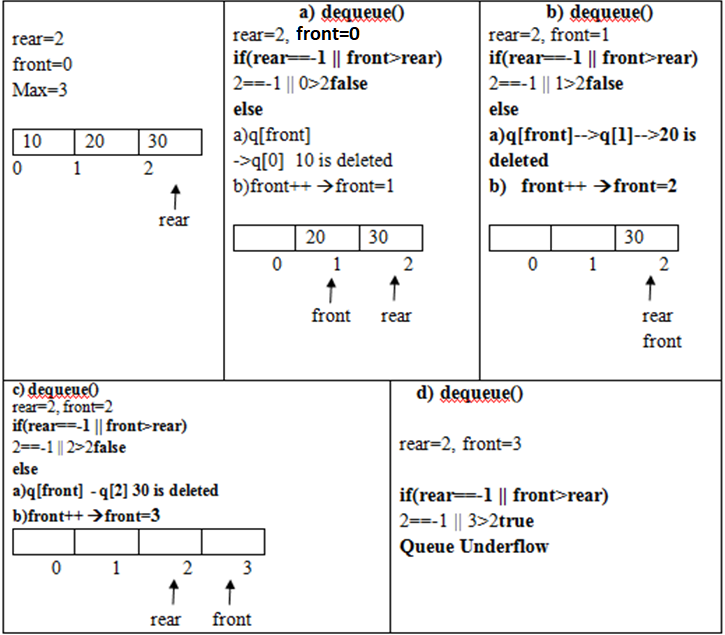 rear=2
front=0
Max=3
10 20 30
0 1 2
rear
a) dequeue()
rear=2, front=0
if(rear==-1 || front>rear)
2==-1 || 0>2false
else
a)q[front]
->q[0] 10 is deleted
b)front++ →front=1
20 30
0 1 2
front rear
b) dequeue()
rear=2, front=1
if(rear==-1 || front>rear)
2==-1 || 1>2false
else
a)q[front]-->q[1]-->20 is
deleted
b) front++ →front=2
30
0 1 2
rear
front
c) dequeue()
rear=2, front=2
if(rear==-1 || front>rear)
2==-1 || 2>2false
else
a)q[front] - q[2] 30 is deleted
b)front++ →front=3
0 1 2 3
rear front
d) dequeue()
rear=2, front=3
if(rear==-1 || front>rear)
2==-1 || 3>2true
Queue Underflow